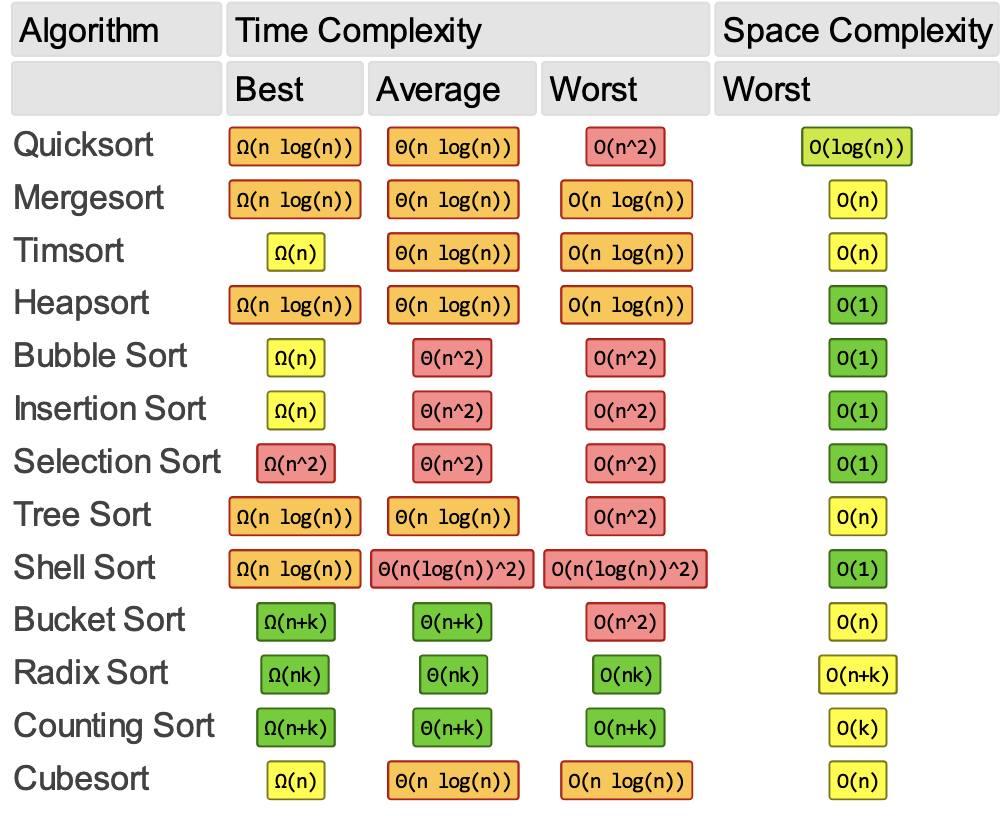 Algorithm Time Complexity Space Complexity
Best Average Worst Worst
Quicksort Ω(n log(n)) Θ(n log(n)) O(n^2) O(log(n))
Mergesort Ω(n log(n)) Θ(n log(n)) O(n log(n)) O(n)
Timsort Ω(n) Θ(n log(n)) O(n log(n)) O(n)
Heapsort Ω(n log(n)) Θ(n log(n)) O(n log(n)) O(1)
Bubble Sort Ω(n) Θ(n^2) O(n^2) O(1)
Insertion Sort Ω(n) Θ(n^2) O(n^2) O(1)
Selection Sort Ω(n^2) Θ(n^2) O(n^2) O(1)
Tree Sort Ω(n log(n)) Θ(n log(n)) O(n^2) O(n)
Shell Sort Ω(n log(n)) Θ(n(log(n))^2) O(n(log(n))^2) O(1)
Bucket Sort Ω(n+k) Θ(n+k) O(n^2) O(n)
Radix Sort Ω(nk) Θ(nk) O(nk) O(n+k)
Counting Sort Ω(n+k) Θ(n+k) O(n+k) O(k)
Cubesort Ω(n) Θ(n log(n)) O(n log(n)) O(n)